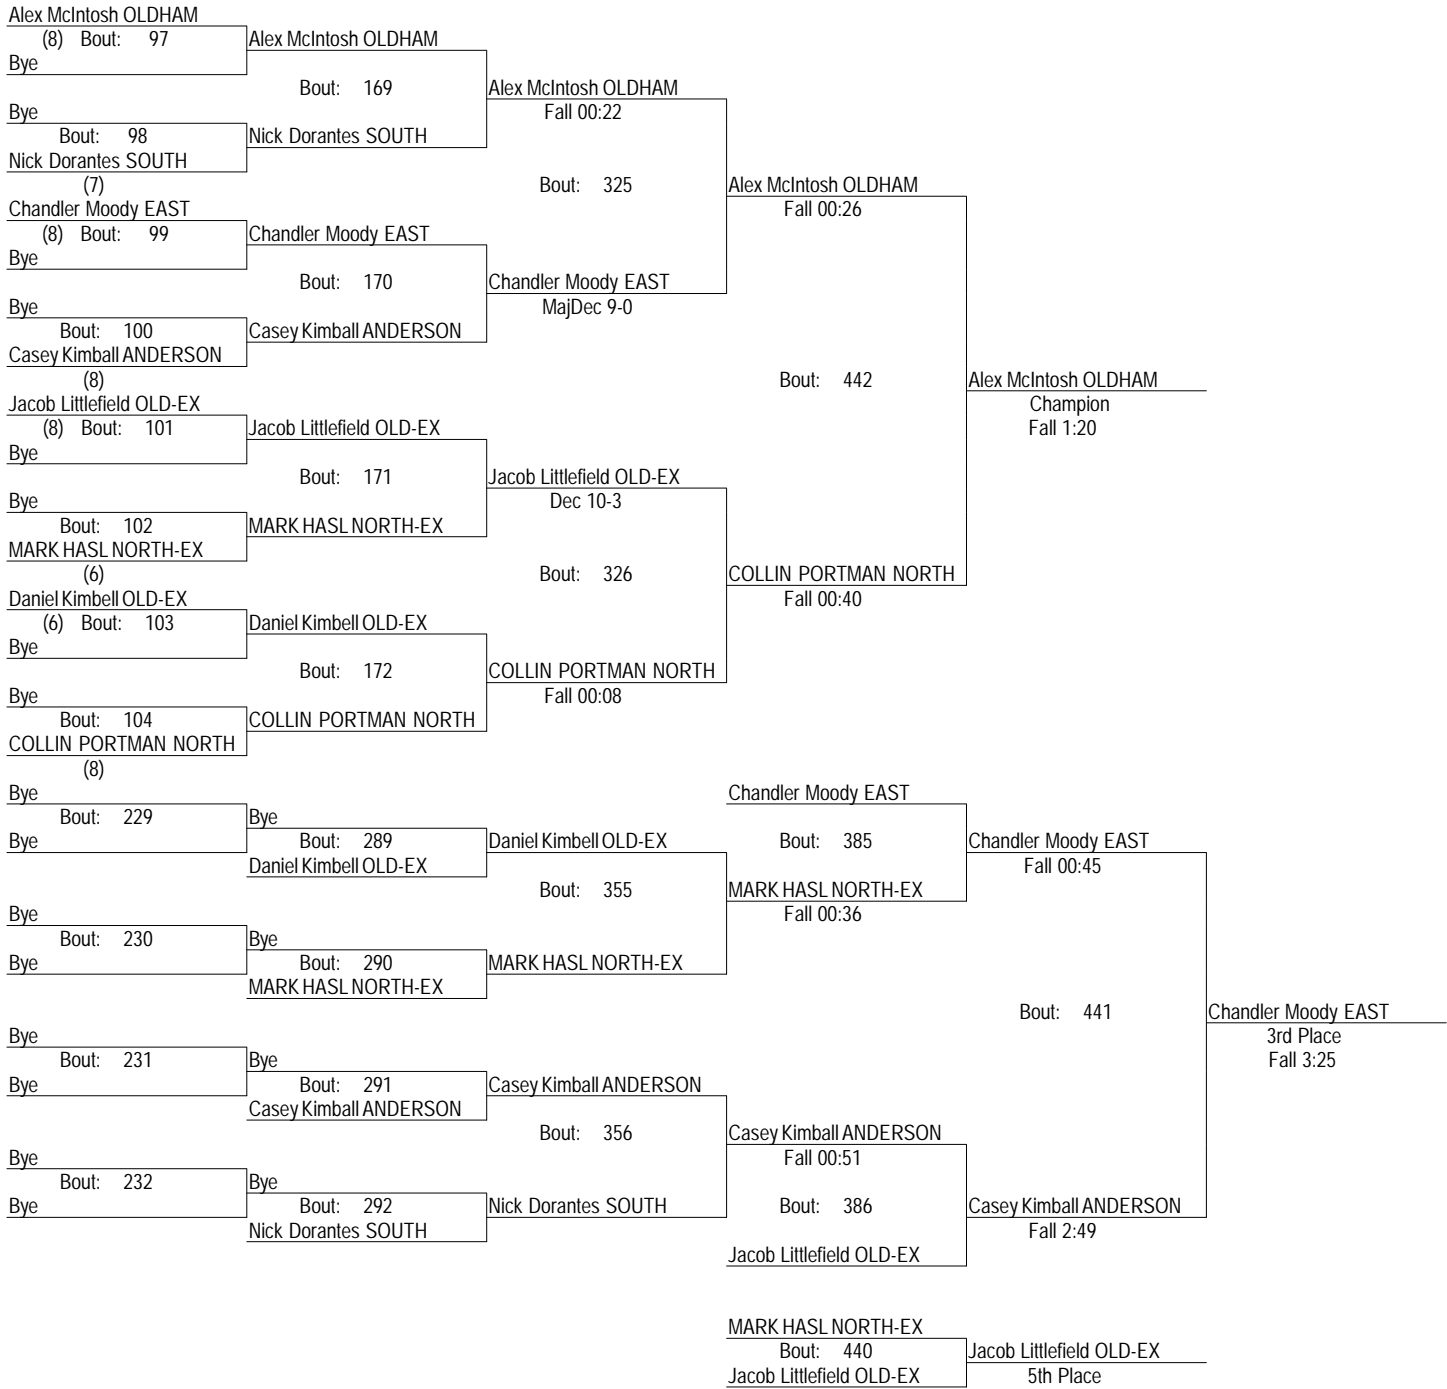 Alex McIntosh OLDHAM
(8) Bout: 97 Alex McIntosh OLDHAM
Bye
Bout: 169 Alex McIntosh OLDHAM
Bye Fall 00:22
Bout: 98 Nick Dorantes SOUTH
Nick Dorantes SOUTH
(7) Bout: 325 Alex McIntosh OLDHAM
Chandler Moody EAST Fall 00:26
(8) Bout: 99 Chandler Moody EAST
Bye
Bout: 170 Chandler Moody EAST
Bye MajDec 9-0
Bout: 100 Casey Kimball ANDERSON
Casey Kimball ANDERSON
(8) Bout: 442 Alex McIntosh OLDHAM
Jacob Littlefield OLD-EX Champion
(8) Bout: 101 Jacob Littlefield OLD-EX Fall 1:20
Bye
Bout: 171 Jacob Littlefield OLD-EX
Bye Dec 10-3
Bout: 102 MARK HASL NORTH-EX
MARK HASL NORTH-EX
(6) Bout: 326 COLLIN PORTMAN NORTH
Daniel Kimbell OLD-EX Fall 00:40
(6) Bout: 103 Daniel Kimbell OLD-EX
Bye
Bout: 172 COLLIN PORTMAN NORTH
Bye Fall 00:08
Bout: 104 COLLIN PORTMAN NORTH
COLLIN PORTMAN NORTH
(8)
Bye Chandler Moody EAST
Bout: 229 Bye
Bye Bout: 289 Daniel Kimbell OLD-EX Bout: 385 Chandler Moody EAST
Daniel Kimbell OLD-EX Fall 00:45
Bout: 355 MARK HASL NORTH-EX
Bye Fall 00:36
Bout: 230 Bye
Bye Bout: 290 MARK HASL NORTH-EX
MARK HASL NORTH-EX
Bout: 441 Chandler Moody EAST
Bye 3rd Place
Bout: 231 Bye Fall 3:25
Bye Bout: 291 Casey Kimball ANDERSON
Casey Kimball ANDERSON
Bout: 356 Casey Kimball ANDERSON
Bye Fall 00:51
Bout: 232 Bye
Bye Bout: 292 Nick Dorantes SOUTH Bout: 386 Casey Kimball ANDERSON
Nick Dorantes SOUTH Fall 2:49
Jacob Littlefield OLD-EX
MARK HASL NORTH-EX
Bout: 440 Jacob Littlefield OLD-EX
Jacob Littlefield OLD-EX 5th Place